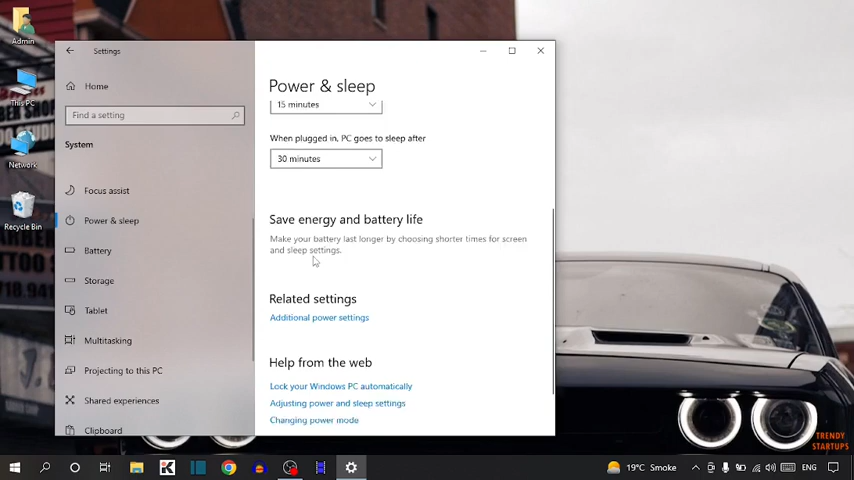 Admin
This PC
Network
Recycle Bin
Settings
Home
Find a setting
System
Focus assist
Power & sleep
Battery
Storage
Tablet
Multitasking
Projecting to this PC
Shared experiences
Clipboard
Power & sleep
15 minutes
When plugged in, PC goes to sleep after
30 minutes
Save energy and battery life
Make your battery last longer by choosing shorter times for screen
and sleep settings.
Related settings
Additional power settings
Help from the web
Lock your Windows PC automatically
Adjusting power and sleep settings
Changing power mode
TRENDY
STARTUPS
19°C Smoke
ENG